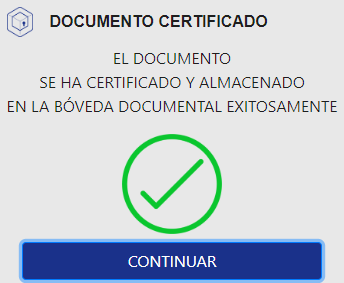 DOCUMENTO CERTIFICADO
EL DOCUMENTO
SE HA CERTIFICADO Y ALMACENADO
EN LA BÓVEDA DOCUMENTAL EXITOSAMENTE
CONTINUAR